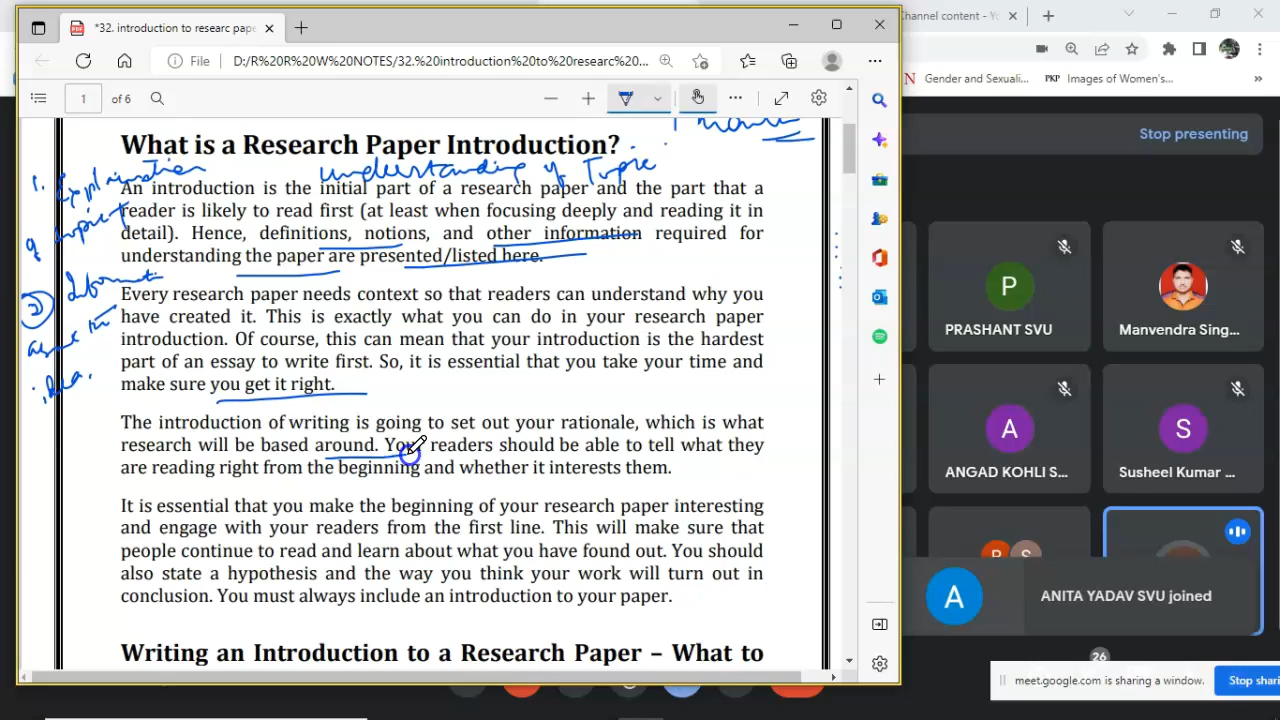 *32. introduction to researc pape
Channel content - Yo
File
D:/R%20R%20W%20NOTES/32.%20introduction%20to%20researc%20...
Gender and Sexuali...
PKP
Images of Women's...
1
of 6
Stop presenting
What is a Research Paper Introduction?
1. Explanation
of topic
understanding of Topic
An introduction is the initial part of a research paper and the part that a
reader is likely to read first (at least when focusing deeply and reading it in
detail). Hence, definitions, notions, and other information required for
understanding the paper are presented/listed here.
Every research paper needs context so that readers can understand why you
have created it. This is exactly what you can do in your research paper
introduction. Of course, this can mean that your introduction is the hardest
part of an essay to write first. So, it is essential that you take your time and
make sure you get it right.
idea.
The introduction of writing is going to set out your rationale, which is what
research will be based around. Your readers should be able to tell what they
are reading right from the beginning and whether it interests them.
It is essential that you make the beginning of your research paper interesting
and engage with your readers from the first line. This will make sure that
people continue to read and learn about what you have found out. You should
also state a hypothesis and the way you think your work will turn out in
conclusion. You must always include an introduction to your paper.
Writing an Introduction to a Research Paper – What to
P
PRASHANT SVU
Manvendra Sing...
A
ANGAD KOHLI S...
S
Susheel Kumar ...
S
A
ANITA YADAV SVU joined
26
meet.google.com is sharing a window.
Stop shari